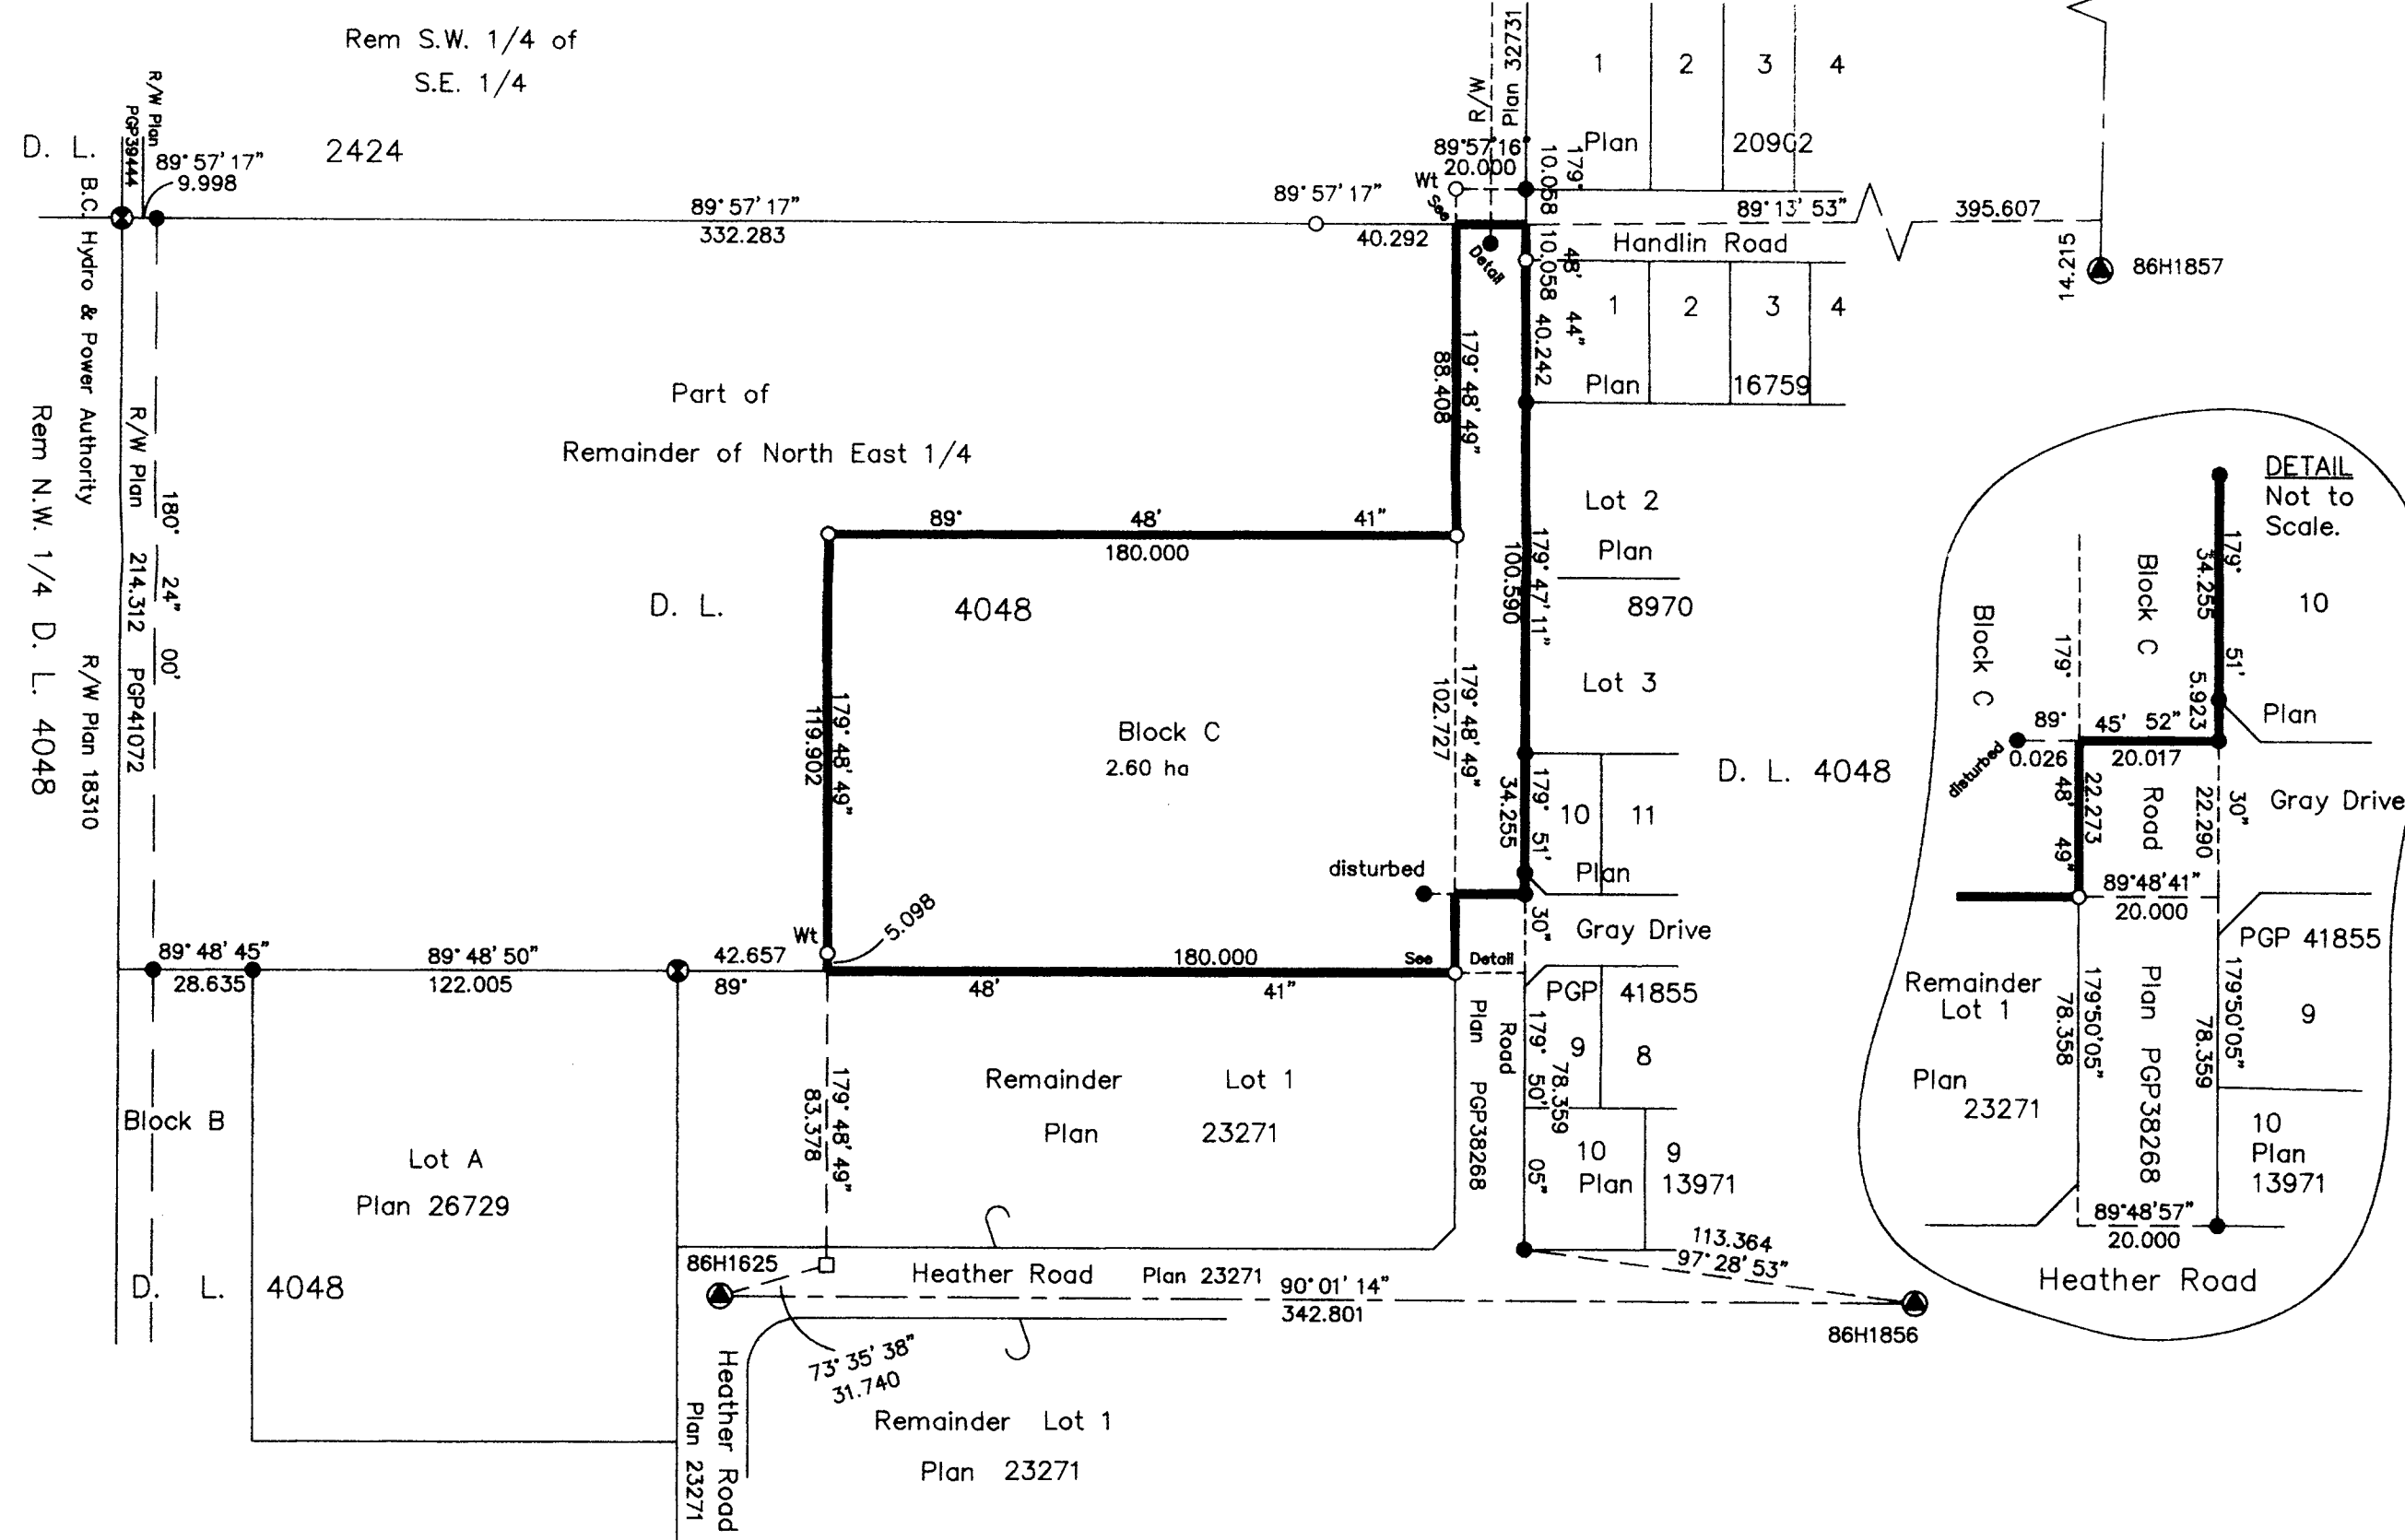 Rem S.W. 1/4 of
S.E. 1/4
D. L. 2424
R/W Plan
PGP39444
89°57'17"
9.998
89°57'17"
332.283
89°57'17"
40.292
R/W
Plan 32731
89°57'16"
20.000
Wt
See
Detail
10.058
179°
10.058
48'
44"
40.242
1 2 3 4
Plan 20902
89°13'53"
395.607
Handlin Road
14.215
86H1857
1 2 3 4
Plan 16759
B.C. Hydro & Power Authority
R/W Plan 18310
Rem N.W. 1/4 D. L. 4048
R/W Plan PGP41072
214.312
180° 24" 00'
Part of
Remainder of North East 1/4
179°48'49"
88.408
89° 48' 41"
180.000
D. L. 4048
Lot 2
Plan
8970
Lot 3
179°47'11"
100.590
179°48'49"
102.727
179°48'49"
119.902
Block C
2.60 ha
D. L. 4048
179° 51' 30"
34.255
10 11
Plan
disturbed
Gray Drive
Wt
5.098
89°48'45"
28.635
89°48'50"
122.005
42.657
89° 48' 41"
180.000
See Detail
PGP 41855
9 8
Road
Plan PGP38268
179° 50' 05"
78.359
10 9
Plan 13971
Block B
Lot A
Plan 26729
Remainder Lot 1
Plan 23271
179°48'49"
83.378
D. L. 4048
86H1625
Heather Road Plan 23271
90°01'14"
342.801
113.364
97°28'53"
86H1856
73°35'38"
31.740
Heather Road
Plan 23271
Remainder Lot 1
Plan 23271
DETAIL
Not to
Scale.
Block C
Block C
179°
34.255
51'
5.923
10
Plan
179°
89° 45' 52"
0.026
20.017
disturbed
48'
22.273
49"
Road
22.290
30"
Gray Drive
89°48'41"
20.000
PGP 41855
Remainder
Lot 1
Plan
23271
179°50'05"
78.358
Plan PGP38268
179°50'05"
78.359
9
10
Plan
13971
89°48'57"
20.000
Heather Road